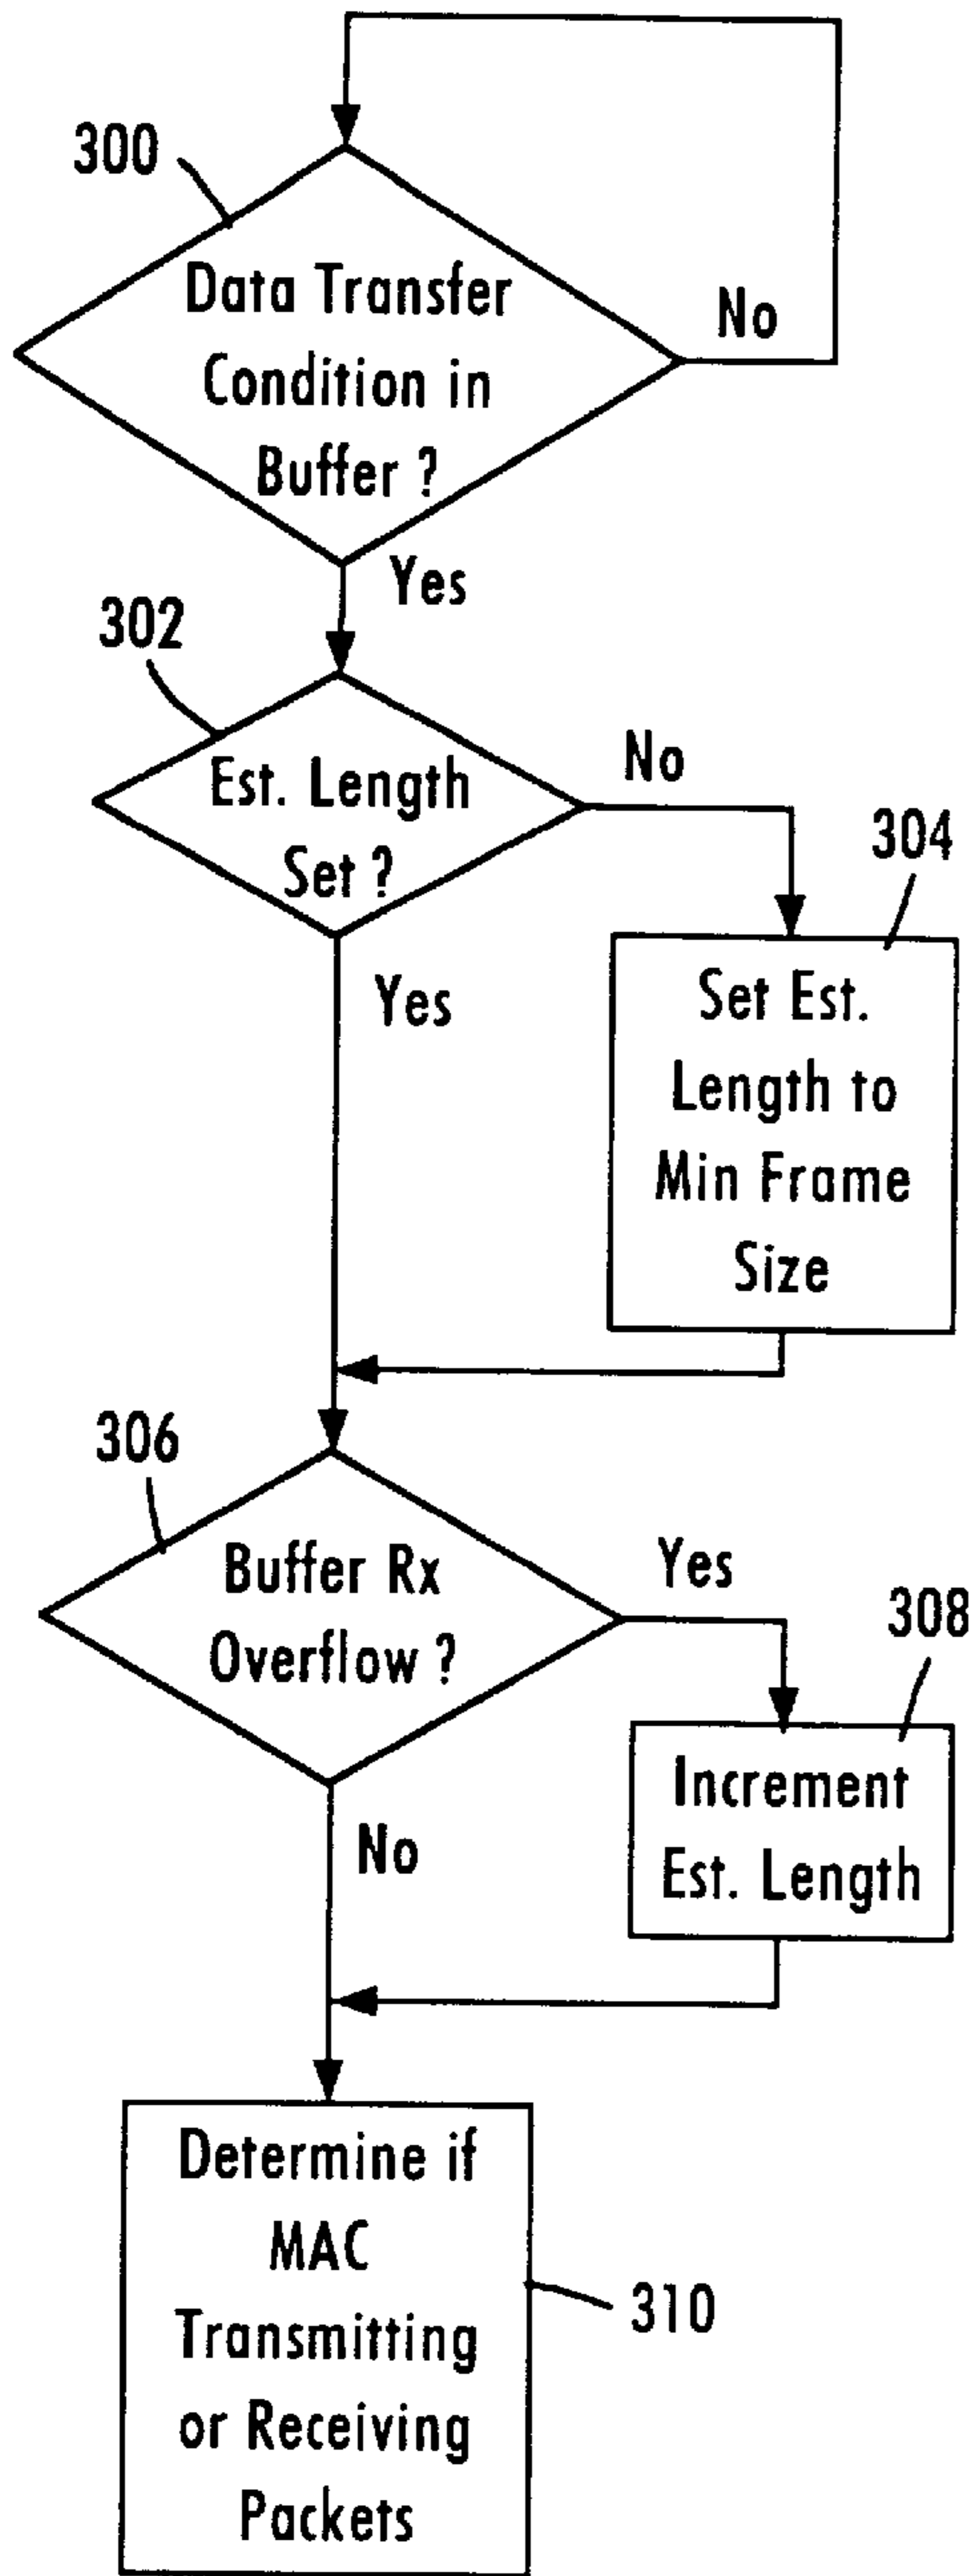 300
Data Transfer
Condition in
Buffer ?
No
Yes
302
Est. Length
Set ?
No
Yes
304
Set Est.
Length to
Min Frame
Size
306
Buffer Rx
Overflow ?
Yes
No
308
Increment
Est. Length
Determine if
MAC
Transmitting
or Receiving
Packets
310